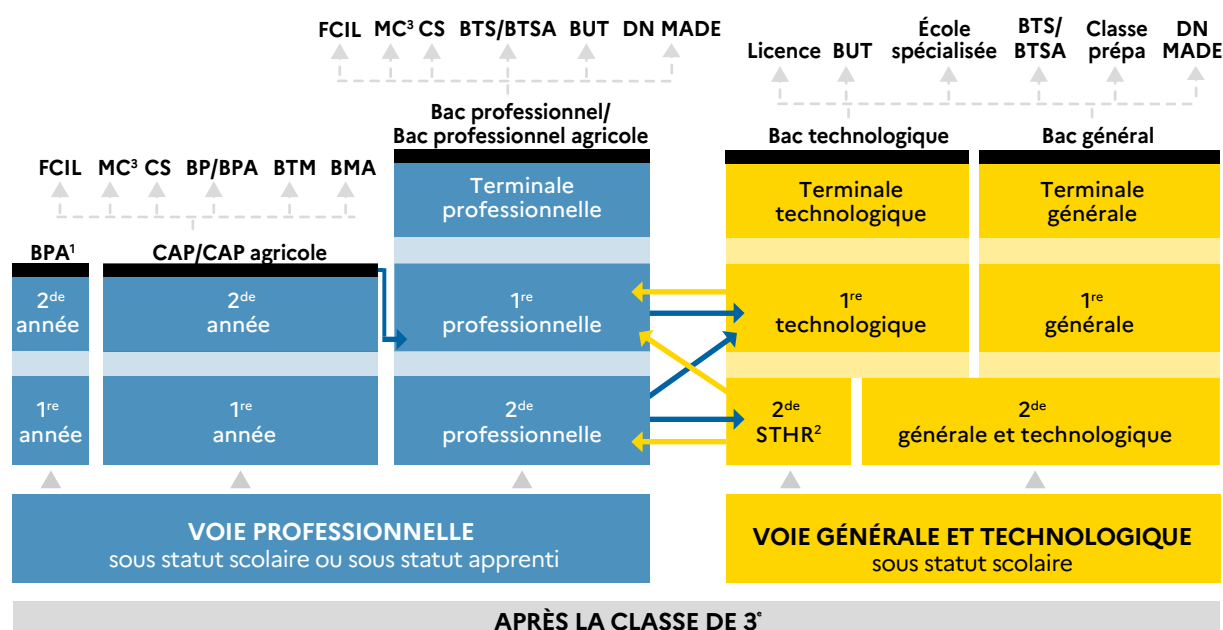 FCIL MC³ CS BTS/BTSA BUT DN MADE
Licence BUT École spécialisée BTS/BTSA Classe prépa DN MADE
Bac professionnel/
Bac professionnel agricole
Bac technologique
Bac général
FCIL MC³ CS BP/BPA BTM BMA
Terminale
professionnelle
Terminale
technologique
Terminale
générale
BPA¹
CAP/CAP agricole
2de
année
2de
année
1re
professionnelle
1re
technologique
1re
générale
1re
année
1re
année
2de
professionnelle
2de
STHR²
2de
générale et technologique
VOIE PROFESSIONNELLE
sous statut scolaire ou sous statut apprenti
VOIE GÉNÉRALE ET TECHNOLOGIQUE
sous statut scolaire
APRÈS LA CLASSE DE 3e